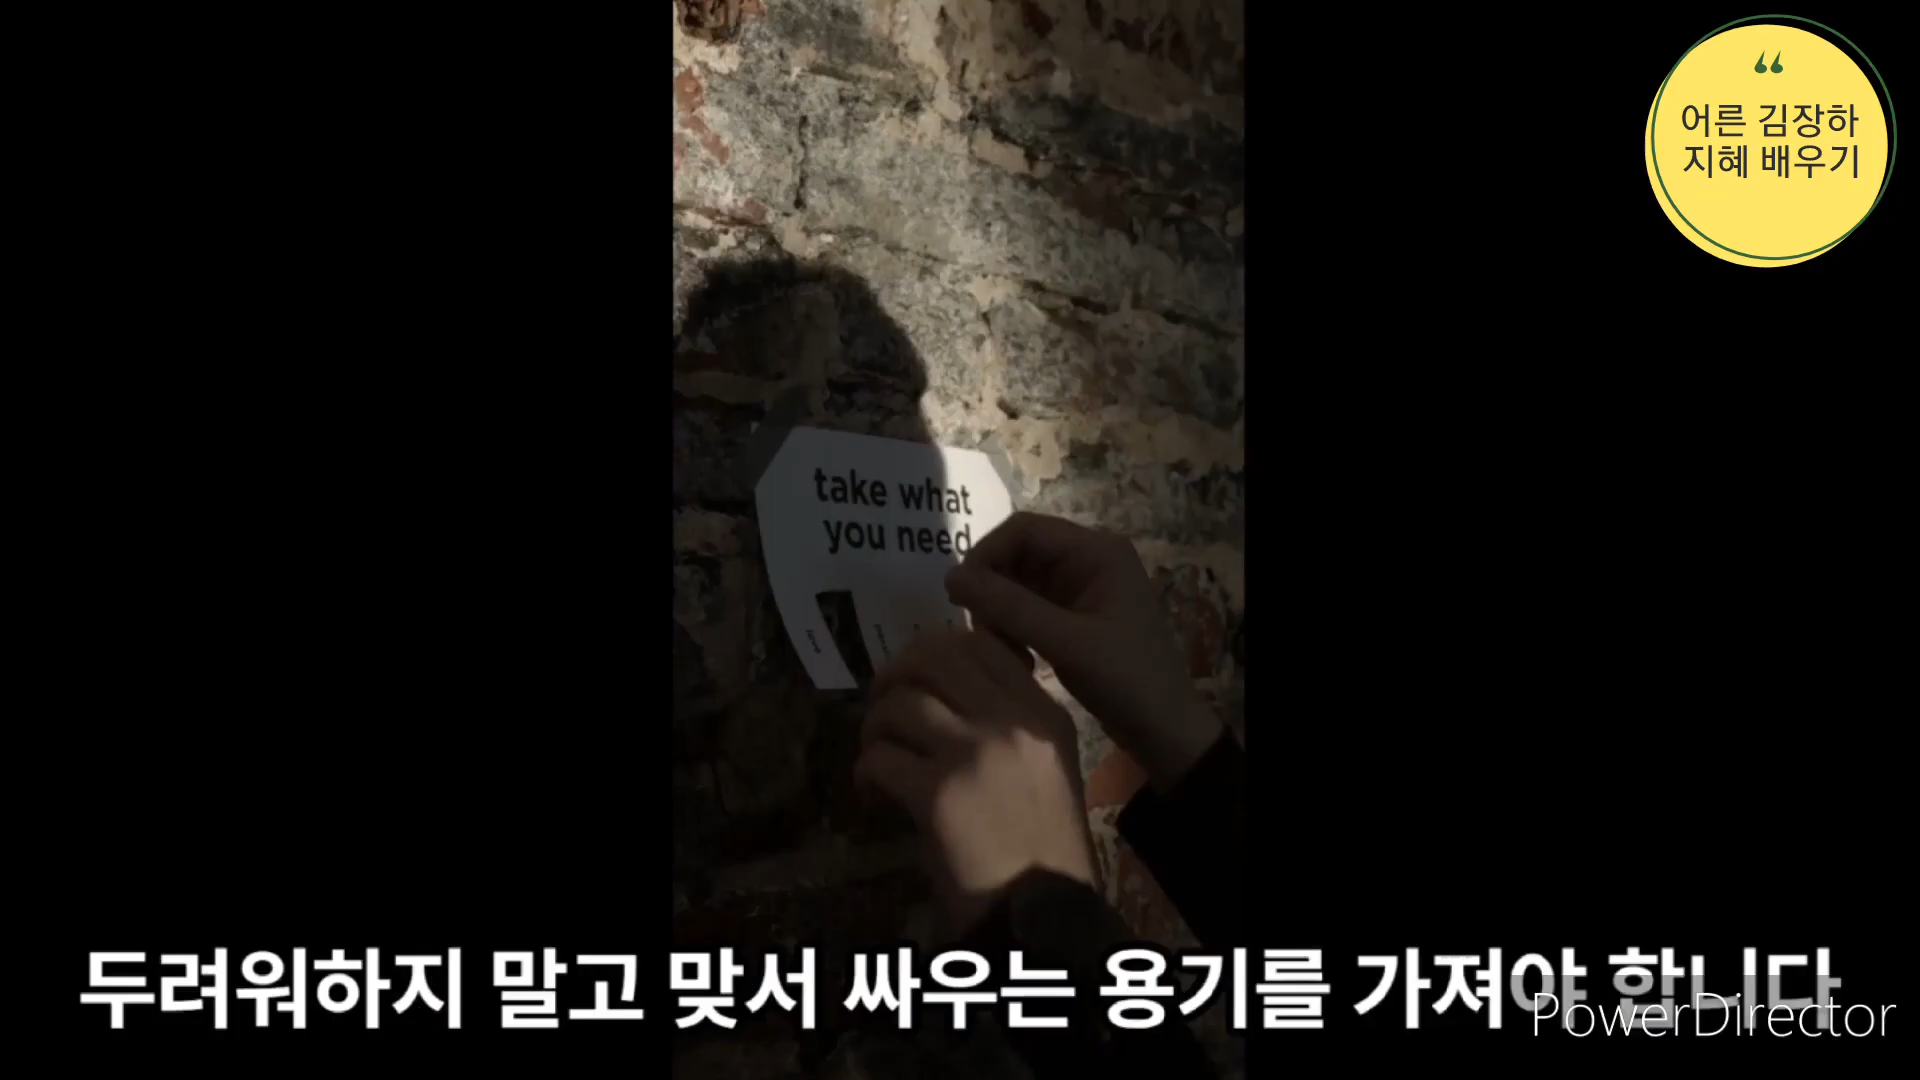 “
어른 김장하
지혜 배우기
take what
you need
love
두려워하지 말고 맞서 싸우는 용기를 가져야 합니다
PowerDirector